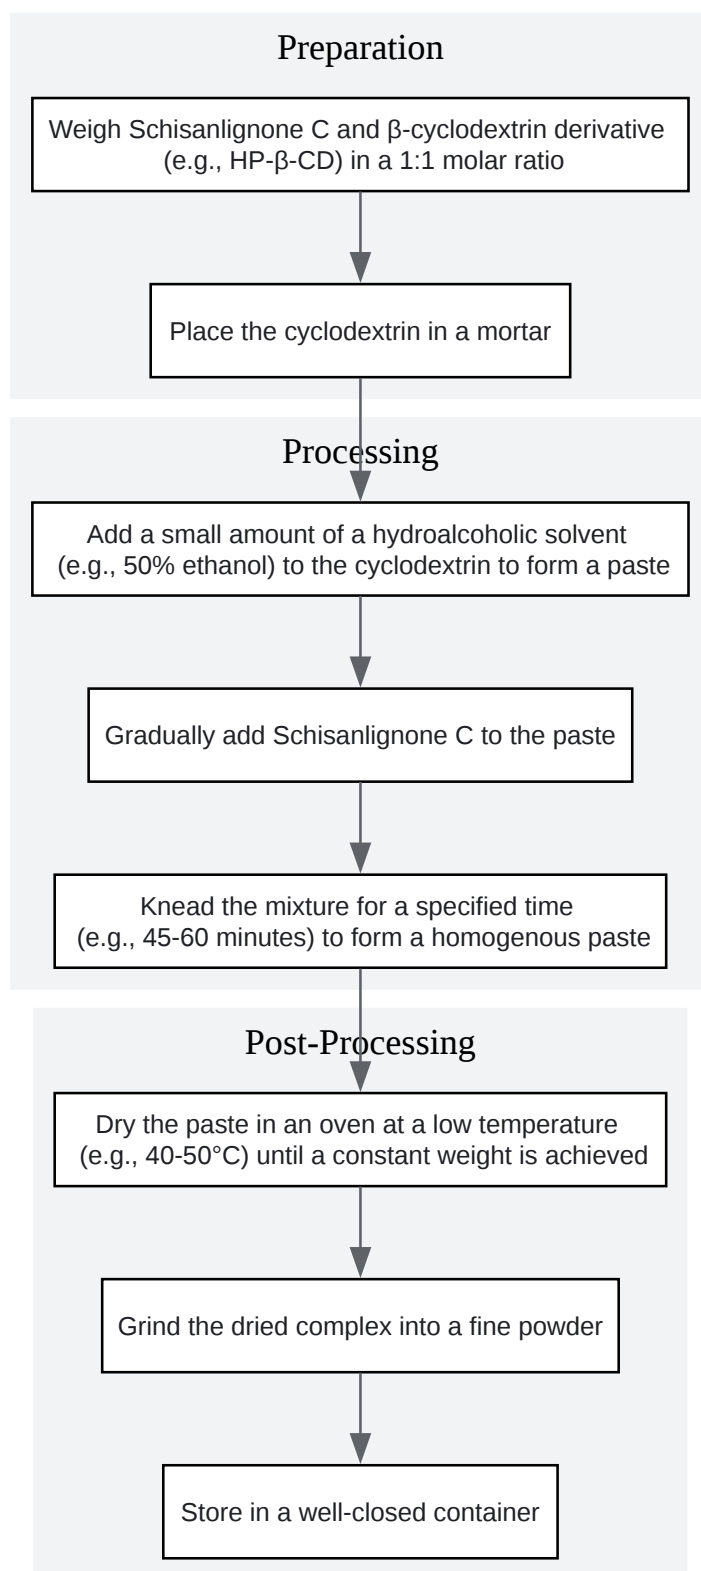 Preparation
Weigh Schisanlignone C and β-cyclodextrin derivative
(e.g., HP-β-CD) in a 1:1 molar ratio
Place the cyclodextrin in a mortar
Processing
Add a small amount of a hydroalcoholic solvent
(e.g., 50% ethanol) to the cyclodextrin to form a paste
Gradually add Schisanlignone C to the paste
Knead the mixture for a specified time
(e.g., 45-60 minutes) to form a homogenous paste
Post-Processing
Dry the paste in an oven at a low temperature
(e.g., 40-50°C) until a constant weight is achieved
Grind the dried complex into a fine powder
Store in a well-closed container